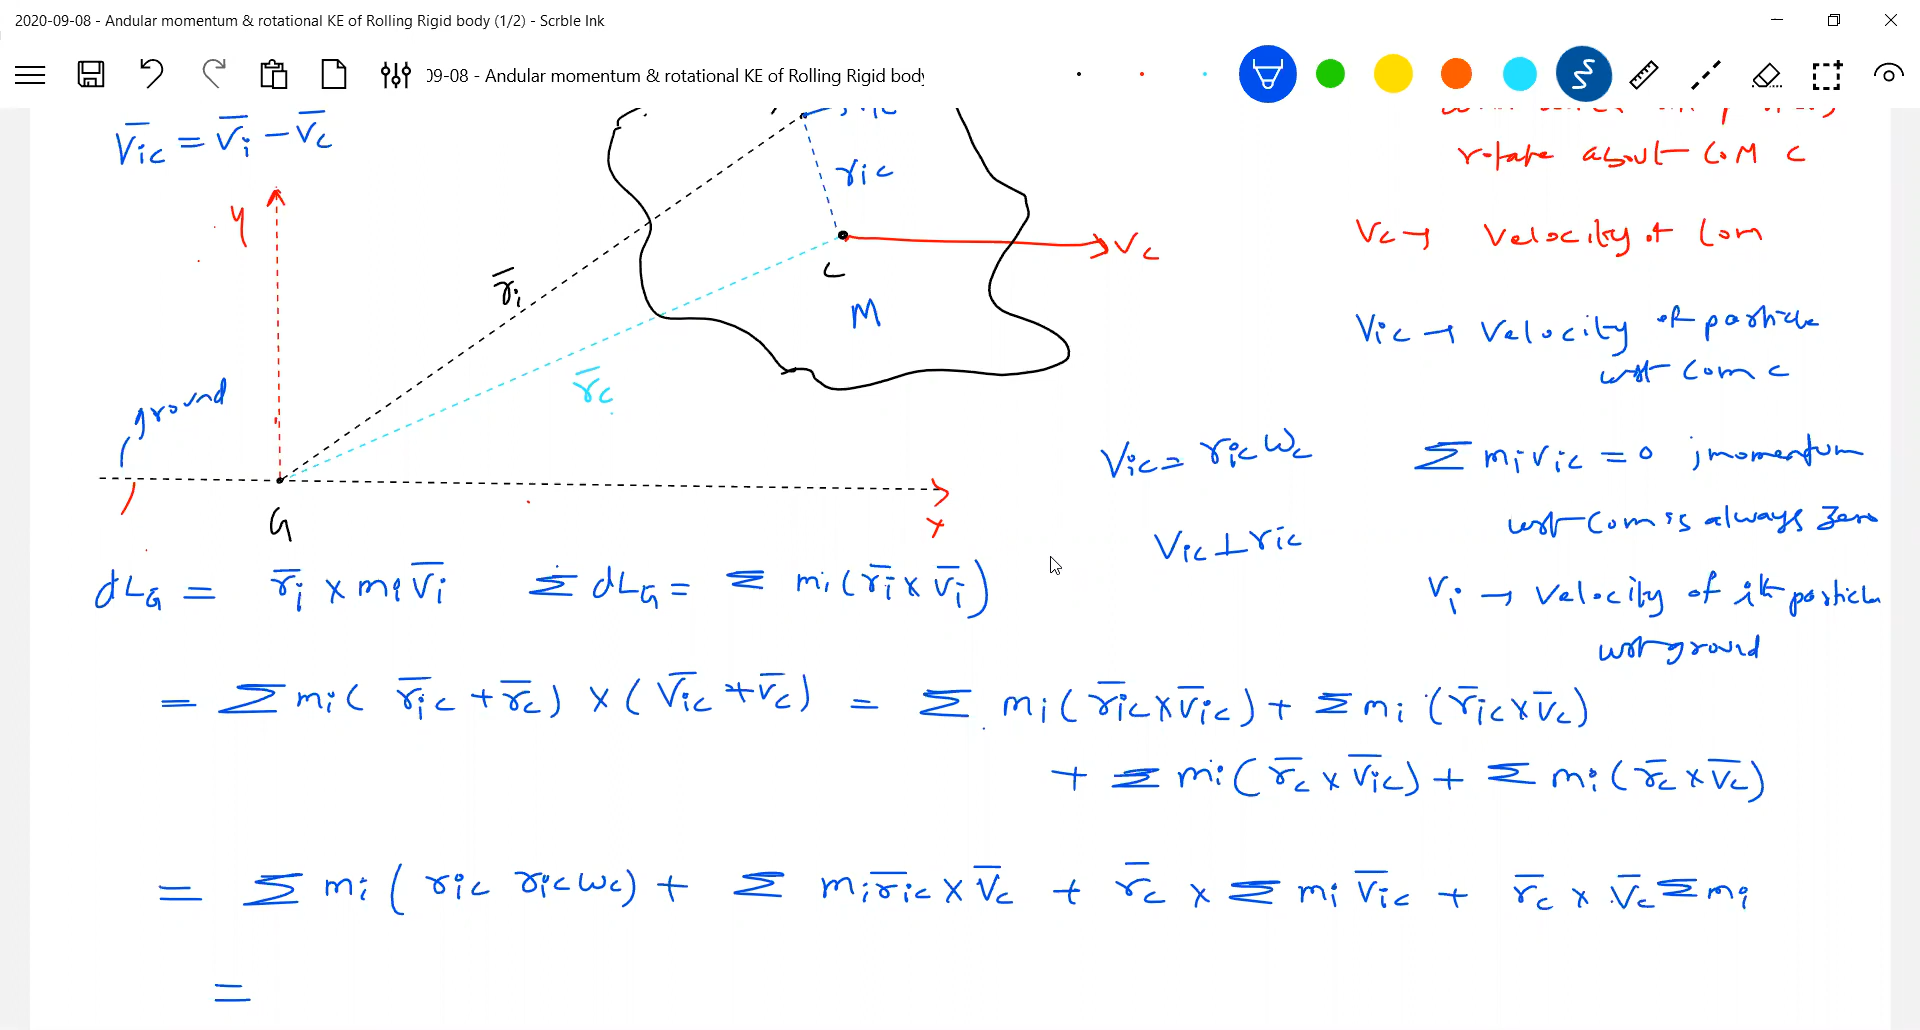 2020-09-08 - Andular momentum & rotational KE of Rolling Rigid body (1/2) - Scrble Ink
09-08 - Andular momentum & rotational KE of Rolling Rigid body
V̅ic = V̅i − V̅c
ric
rotate about COM C
y
Vc → Velocity of Com
Vc
C
r̅i
M
Vic → Velocity of particle
wrt Com C
r̅c
ground
Vic = ric ωc
Σ mi vic = 0 ; momentum
wrt Com is always zero
G
x
Vic ⊥ ric
dLG = r̅i × mi V̅i Σ dLG = Σ mi (r̅i × V̅i)
Vi → Velocity of ith particle
wrt ground
= Σ mi ( r̅ic + r̅c) × (V̅ic + V̅c) = Σ mi (r̅ic × V̅ic) + Σ mi (r̅ic × V̅c)
+ Σ mi (r̅c × V̅ic) + Σ mi (r̅c × V̅c)
= Σ mi ( ric ric ωc) + Σ mi r̅ic × V̅c + r̅c × Σ mi V̅ic + r̅c × V̅c Σ mi
=